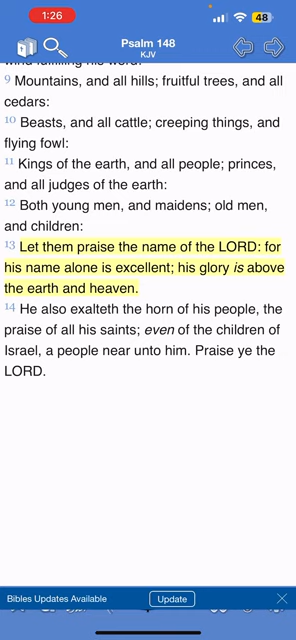 1:26
48
Psalm 148
KJV
9 Mountains, and all hills; fruitful trees, and all
cedars:
10 Beasts, and all cattle; creeping things, and
flying fowl:
11 Kings of the earth, and all people; princes,
and all judges of the earth:
12 Both young men, and maidens; old men,
and children:
13 Let them praise the name of the LORD: for
his name alone is excellent; his glory is above
the earth and heaven.
14 He also exalteth the horn of his people, the
praise of all his saints; even of the children of
Israel, a people near unto him. Praise ye the
LORD.
Bibles Updates Available
Update